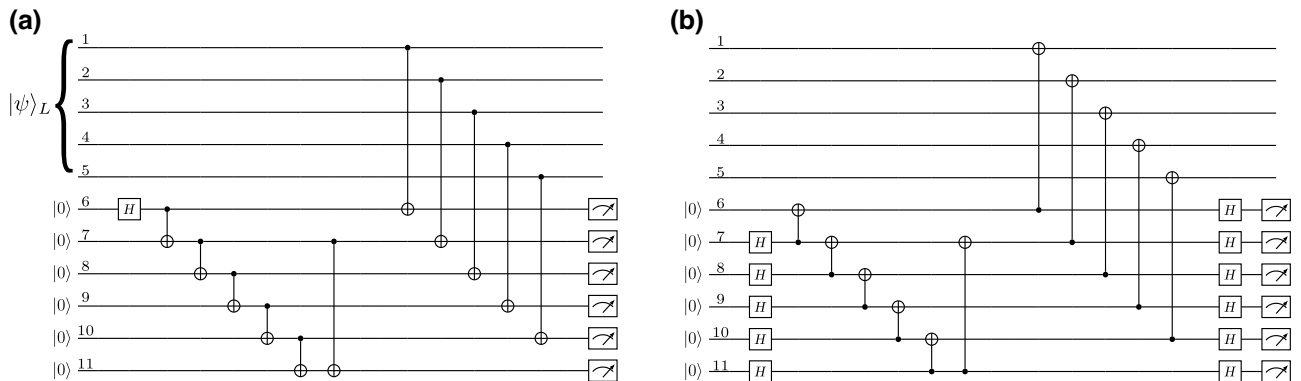 (a)
1
2
3
4
5
|ψ⟩L
|0⟩ 6 H
|0⟩ 7
|0⟩ 8
|0⟩ 9
|0⟩ 10
|0⟩ 11
(b)
1
2
3
4
5
|0⟩ 6 H
|0⟩ 7 H H
|0⟩ 8 H H
|0⟩ 9 H H
|0⟩ 10 H H
|0⟩ 11 H H